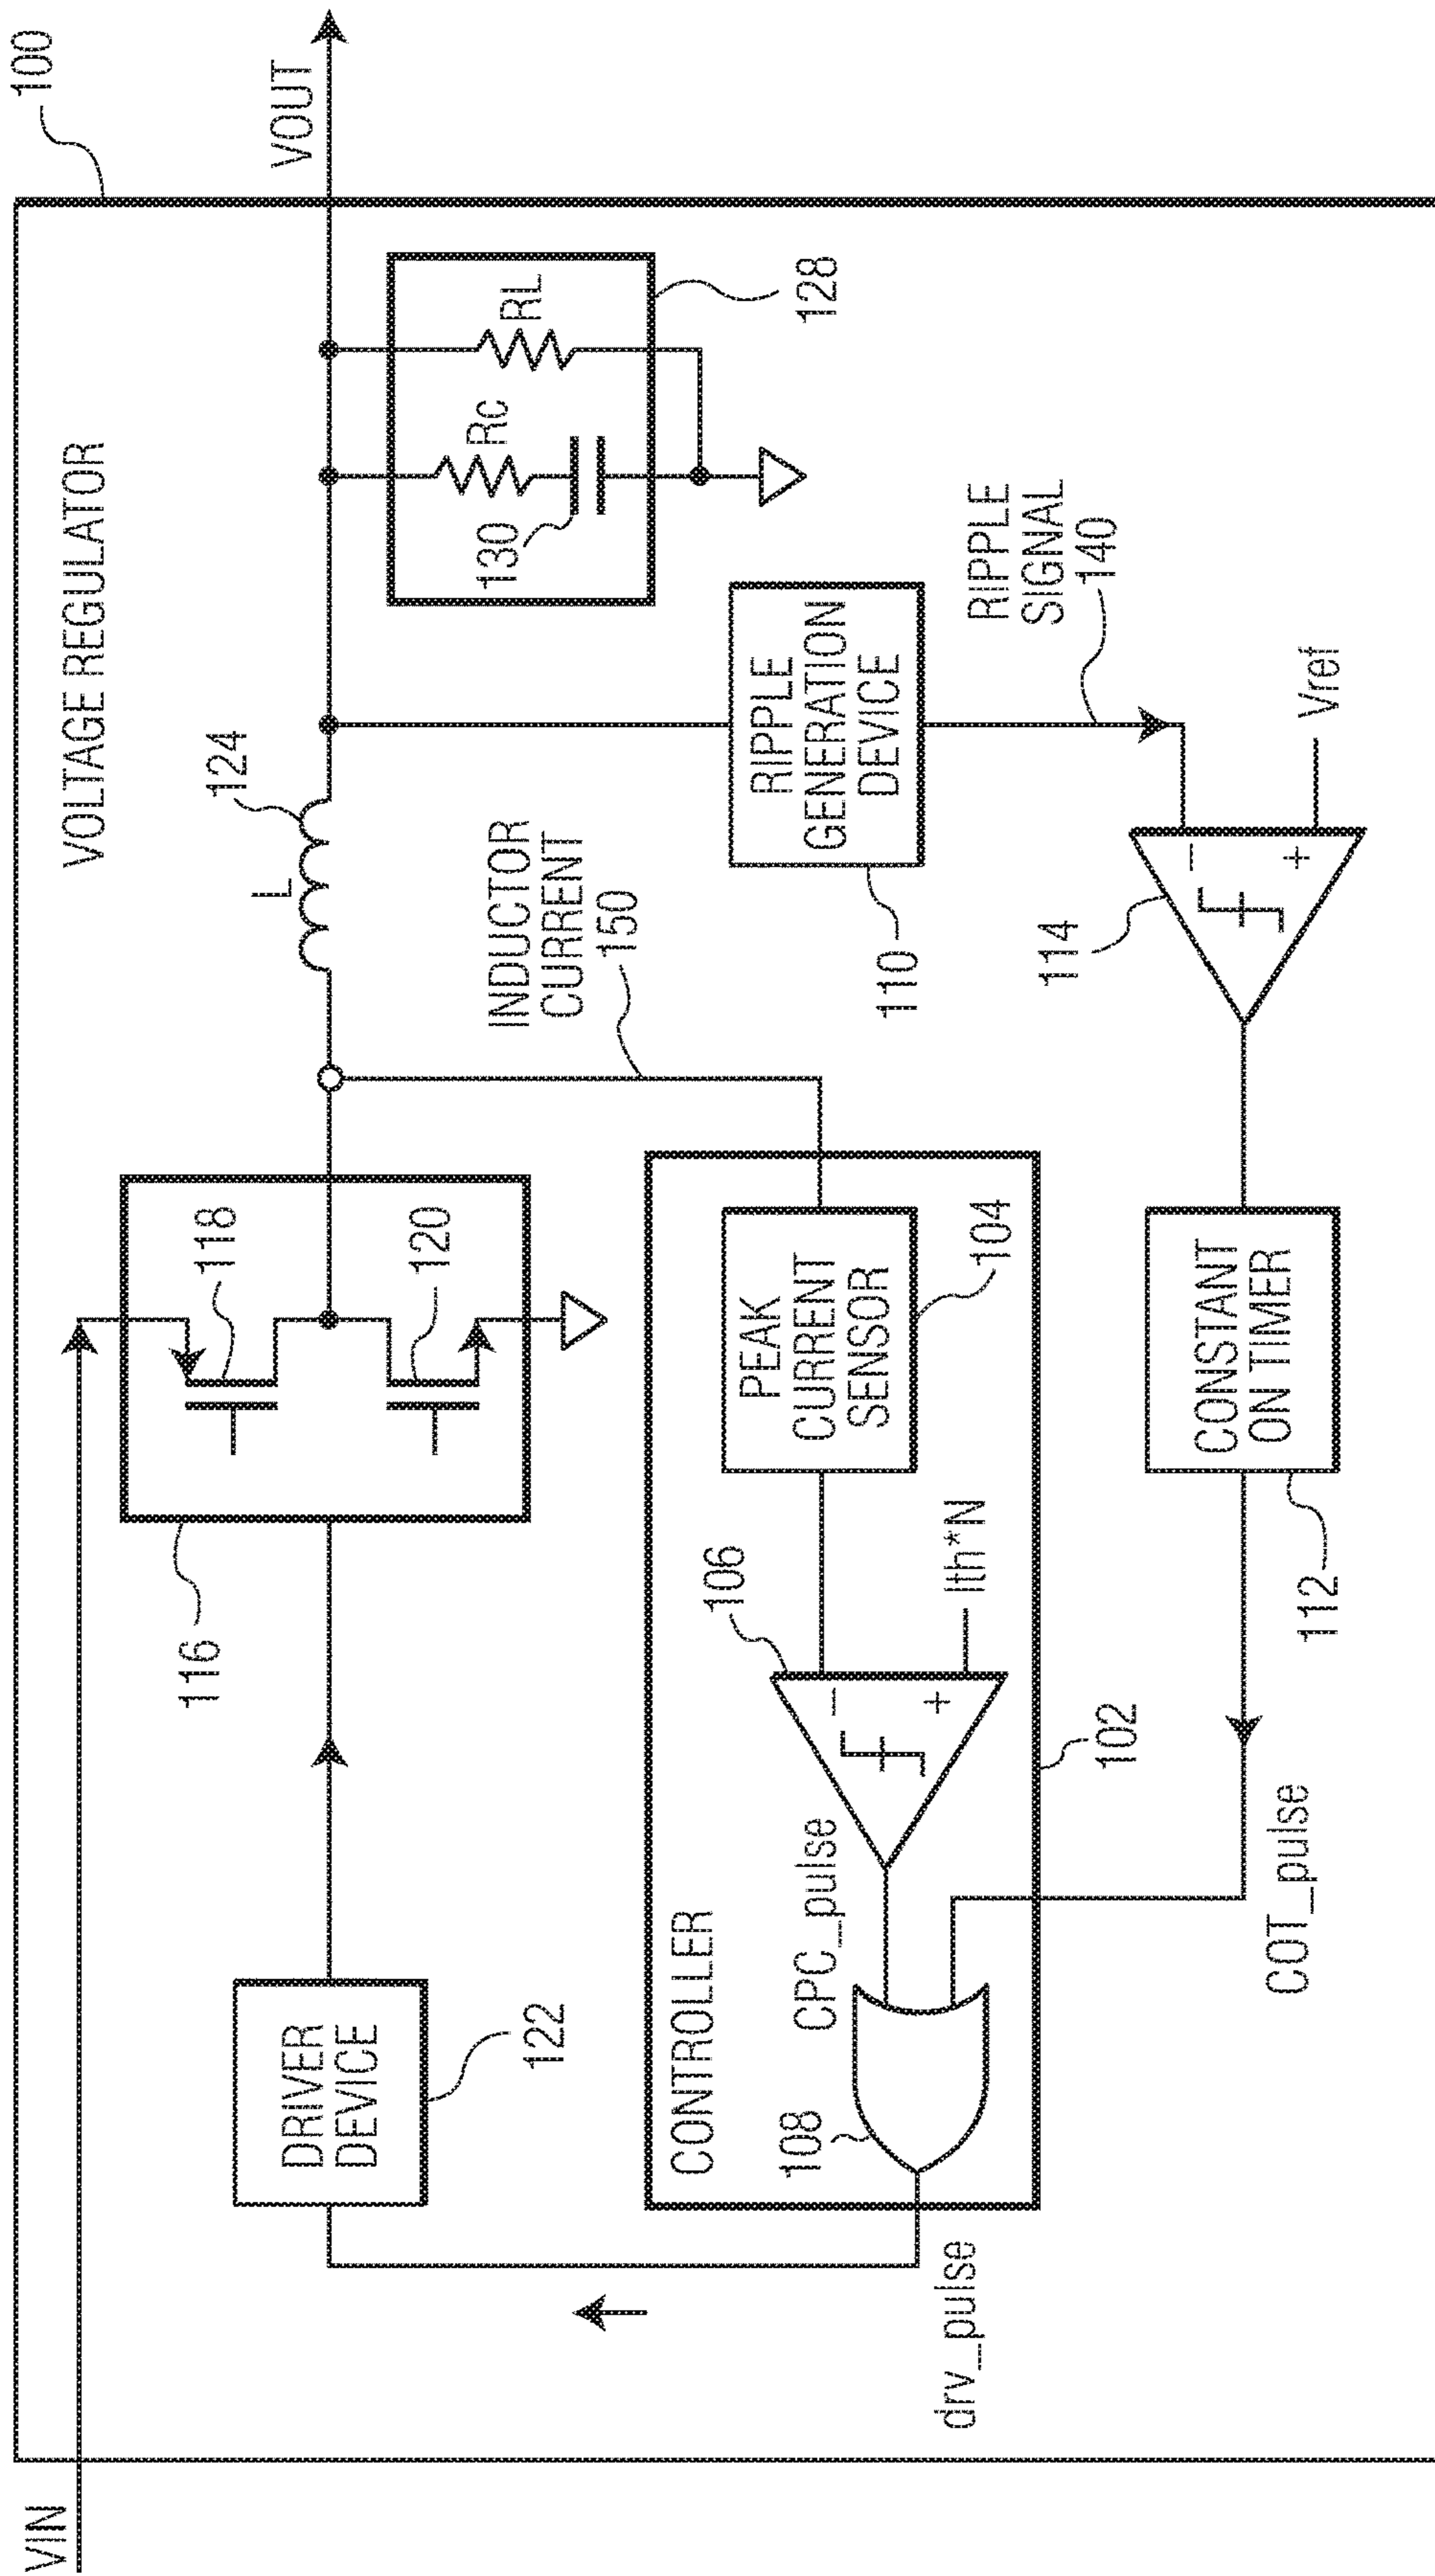 100
VOLTAGE REGULATOR
VIN
VOUT
116
118
120
L
124
DRIVER
DEVICE
122
INDUCTOR
CURRENT
150
Rc
RL
130
128
CONTROLLER
108
CPC_pulse
106
-
+
Ith*N
PEAK
CURRENT
SENSOR
104
102
RIPPLE
GENERATION
DEVICE
110
RIPPLE
SIGNAL
140
drv_pulse
COT_pulse
CONSTANT
ON TIMER
112
114
-
+
Vref